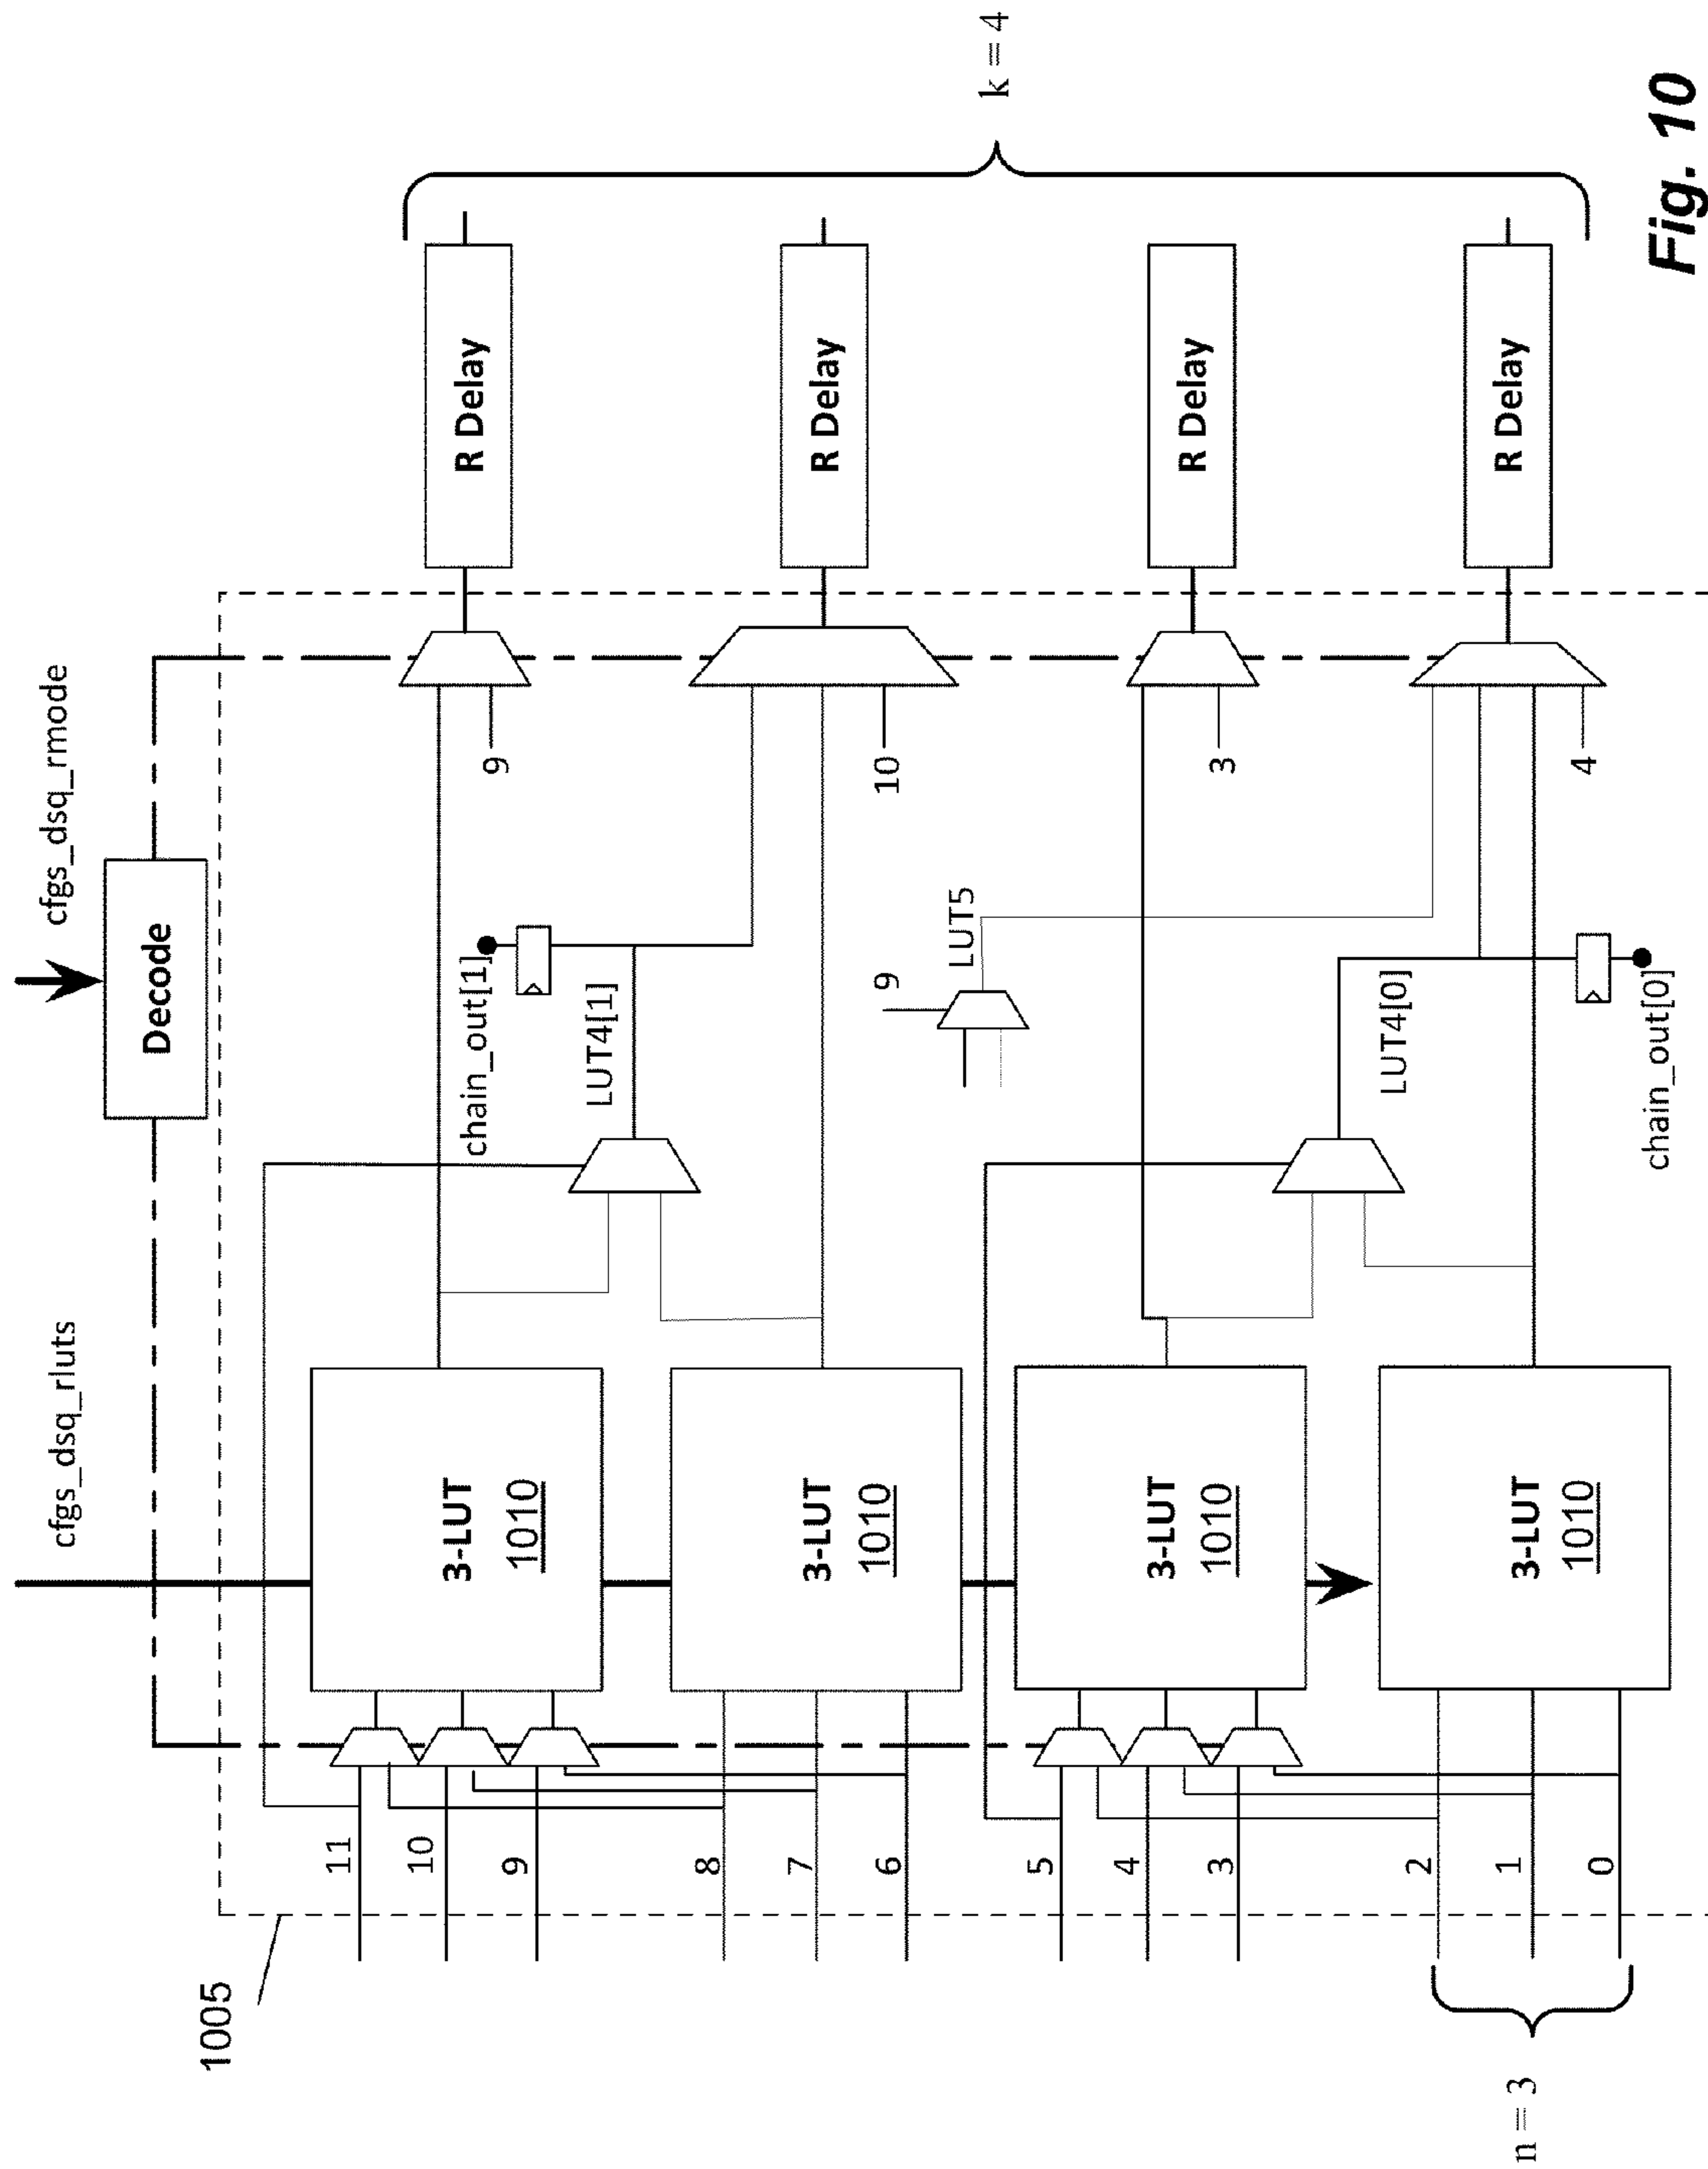 cfgs_dsq_rluts
cfgs_dsq_rmode
Decode
1005
11
10
9
3-LUT
1010
chain_out[1]
LUT4[1]
9
R Delay
8
7
6
3-LUT
1010
10
R Delay
9
LUT5
k = 4
5
4
3
3-LUT
1010
LUT4[0]
3
R Delay
n = 3
2
1
0
3-LUT
1010
chain_out[0]
4
R Delay
Fig. 10